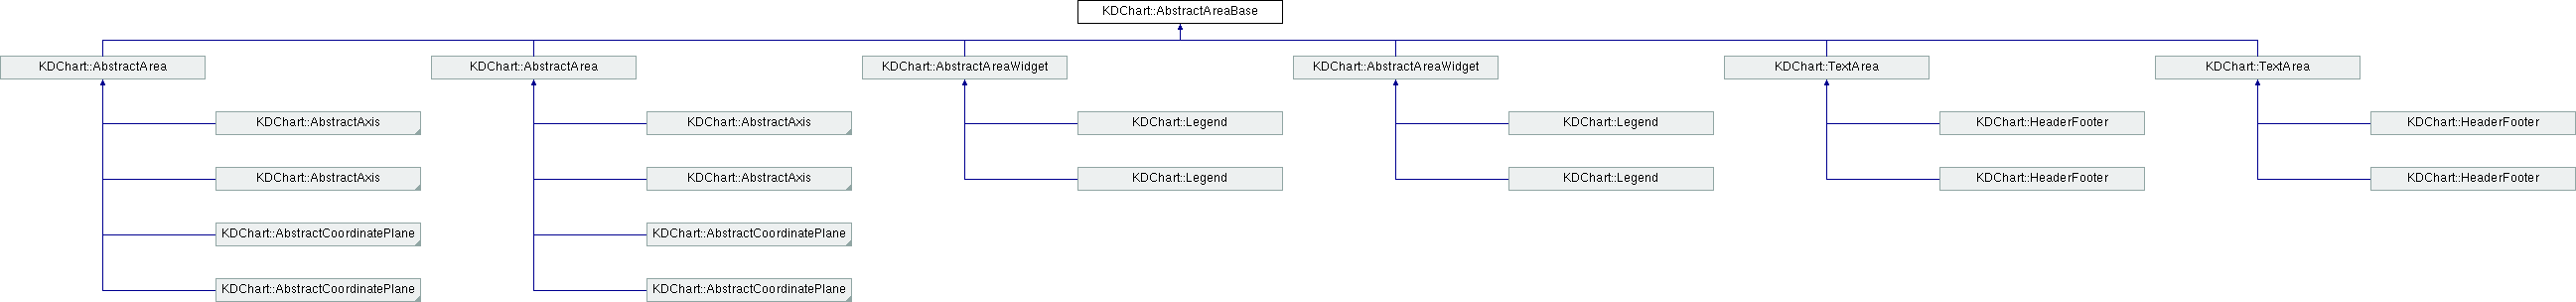 KDChart::AbstractAreaBase
KDChart::AbstractArea KDChart::AbstractArea KDChart::AbstractAreaWidget KDChart::AbstractAreaWidget KDChart::TextArea KDChart::TextArea
KDChart::AbstractAxis KDChart::AbstractAxis KDChart::Legend KDChart::Legend KDChart::HeaderFooter KDChart::HeaderFooter
KDChart::AbstractAxis KDChart::AbstractAxis KDChart::Legend KDChart::Legend KDChart::HeaderFooter KDChart::HeaderFooter
KDChart::AbstractCoordinatePlane KDChart::AbstractCoordinatePlane
KDChart::AbstractCoordinatePlane KDChart::AbstractCoordinatePlane